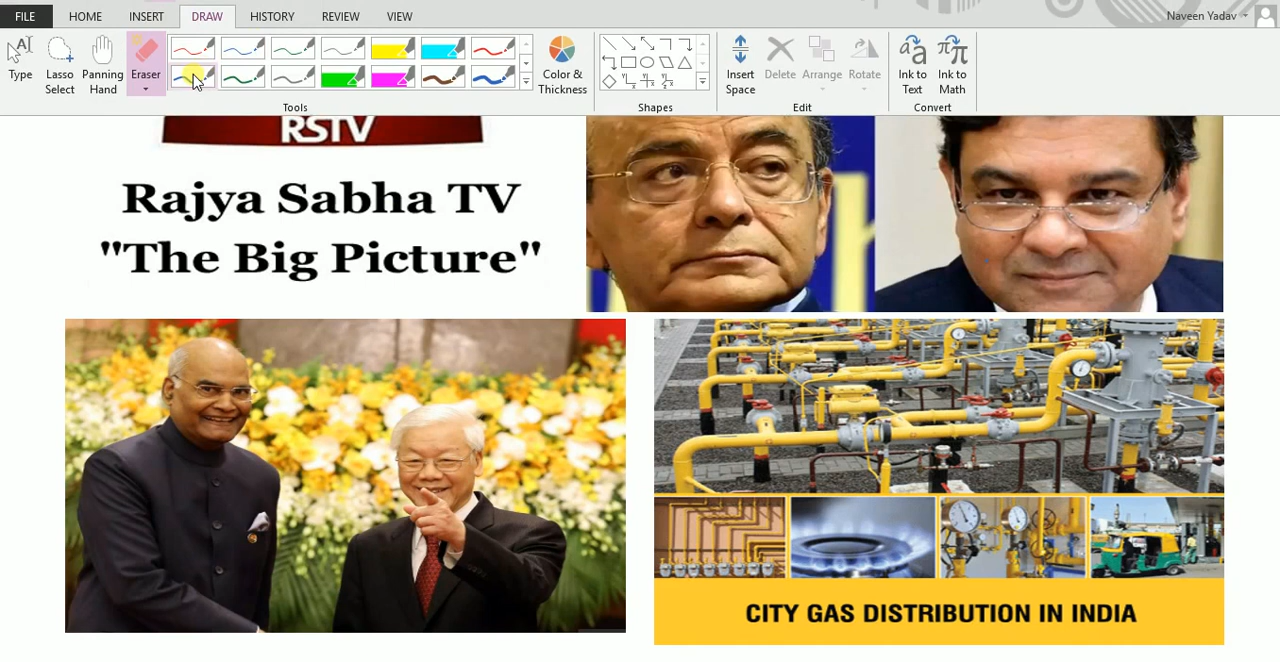 FILE HOME INSERT DRAW HISTORY REVIEW VIEW Naveen Yadav
Type Lasso Select Panning Hand Eraser Color & Thickness Insert Space Delete Arrange Rotate Ink to Text Ink to Math
Tools Shapes Edit Convert
RSTV
Rajya Sabha TV
"The Big Picture"
CITY GAS DISTRIBUTION IN INDIA